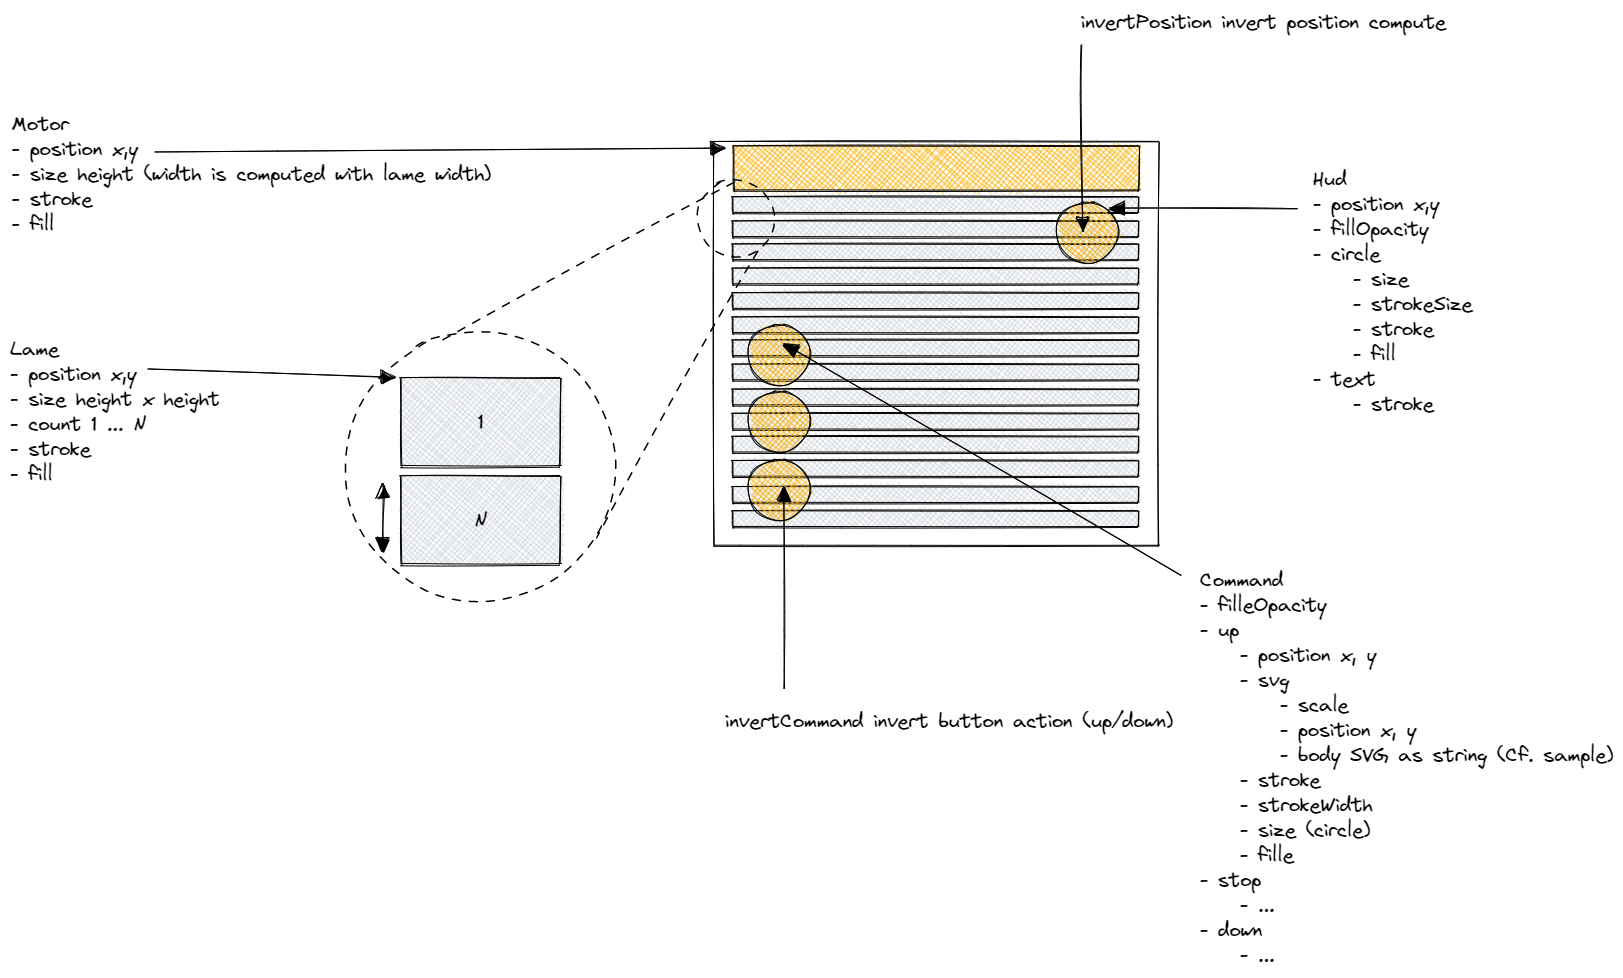 invertPosition invert position compute
Motor
- position x,y
- size height (width is computed with lame width)
- stroke
- fill
Hud
- position x,y
- fillOpacity
- circle
- size
- strokeSize
- stroke
- fill
- text
- stroke
Lame
- position x,y
- size height x height
- count 1 ... N
- stroke
- fill
1
N
Command
- filleOpacity
- up
- position x, y
- svg
- scale
- position x, y
- body SVG as string (Cf. sample)
- stroke
- strokeWidth
- size (circle)
- fille
- stop
- ...
- down
- ...
invertCommand invert button action (up/down)